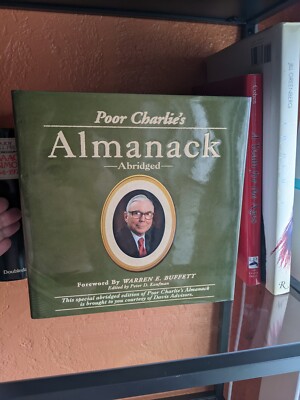 Poor Charlie's
Almanack
Abridged
Foreword By WARREN E. BUFFETT
Edited by Peter D. Kaufman
This special abridged edition of Poor Charlie's Almanack
is brought to you courtesy of Davis Advisors.
Doubleday
R